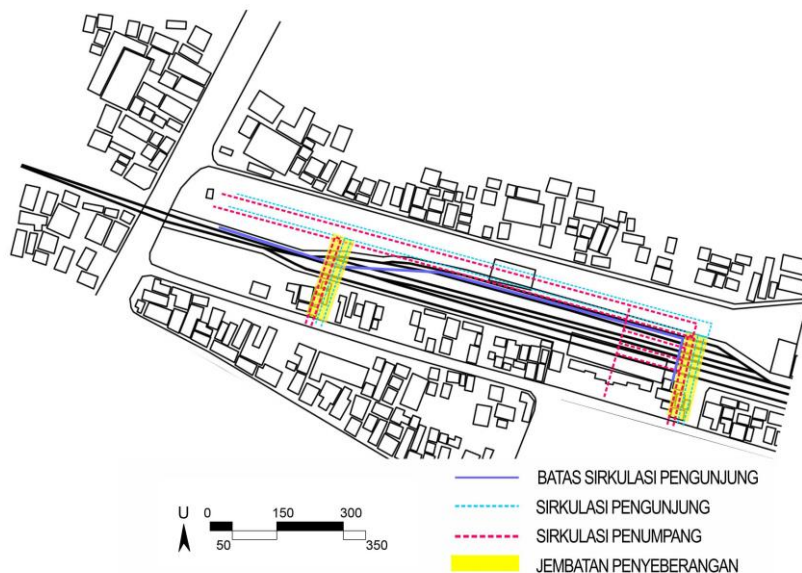 BATAS SIRKULASI PENGUNJUNG
SIRKULASI PENGUNJUNG
SIRKULASI PENUMPANG
JEMBATAN PENYEBERANGAN
U
0 150 300
50 350